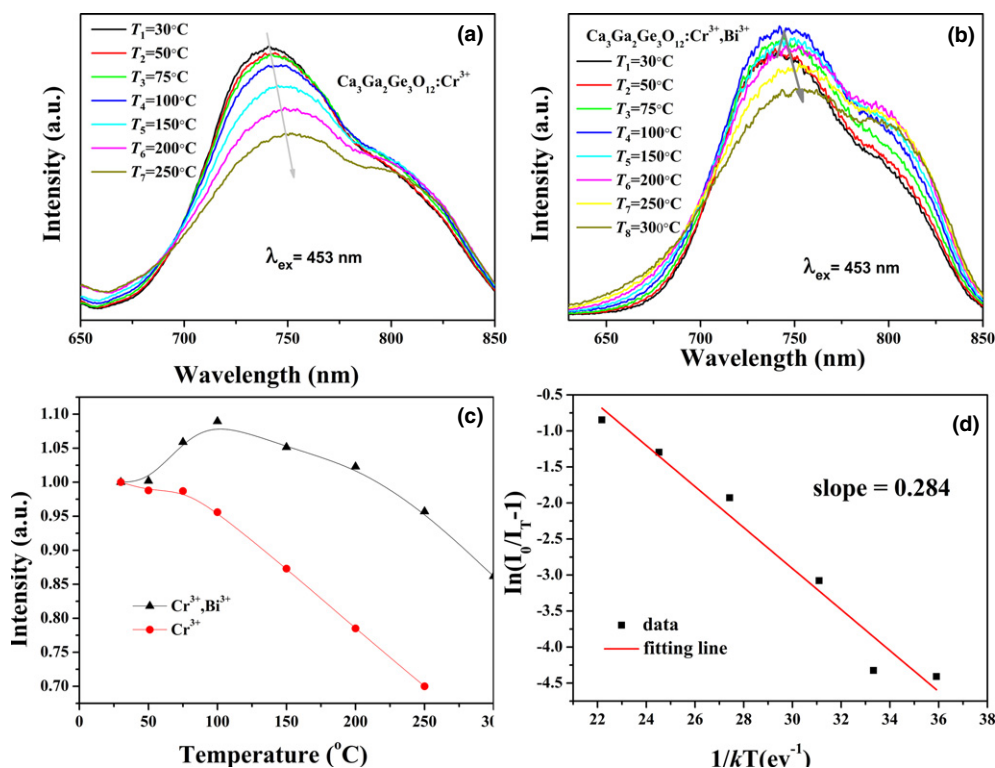 (a)
T₁=30°C
T₂=50°C
T₃=75°C
T₄=100°C
T₅=150°C
T₆=200°C
T₇=250°C
Ca₃Ga₂Ge₃O₁₂:Cr³⁺
λex= 453 nm
Intensity (a.u.)
650 700 750 800 850
Wavelength (nm)
(b)
Ca₃Ga₂Ge₃O₁₂:Cr³⁺,Bi³⁺
T₁=30°C
T₂=50°C
T₃=75°C
T₄=100°C
T₅=150°C
T₆=200°C
T₇=250°C
T₈=300°C
λex= 453 nm
Intensity (a.u.)
650 700 750 800 850
Wavelength (nm)
(c)
Intensity (a.u.)
1.10
1.05
1.00
0.95
0.90
0.85
0.80
0.75
0.70
Cr³⁺,Bi³⁺
Cr³⁺
0 50 100 150 200 250 30
Temperature (°C)
(d)
ln(I₀/I_T-1)
-0.5
-1.0
-1.5
-2.0
-2.5
-3.0
-3.5
-4.0
-4.5
slope = 0.284
data
fitting line
22 24 26 28 30 32 34 36 38
1/kT(ev⁻¹)